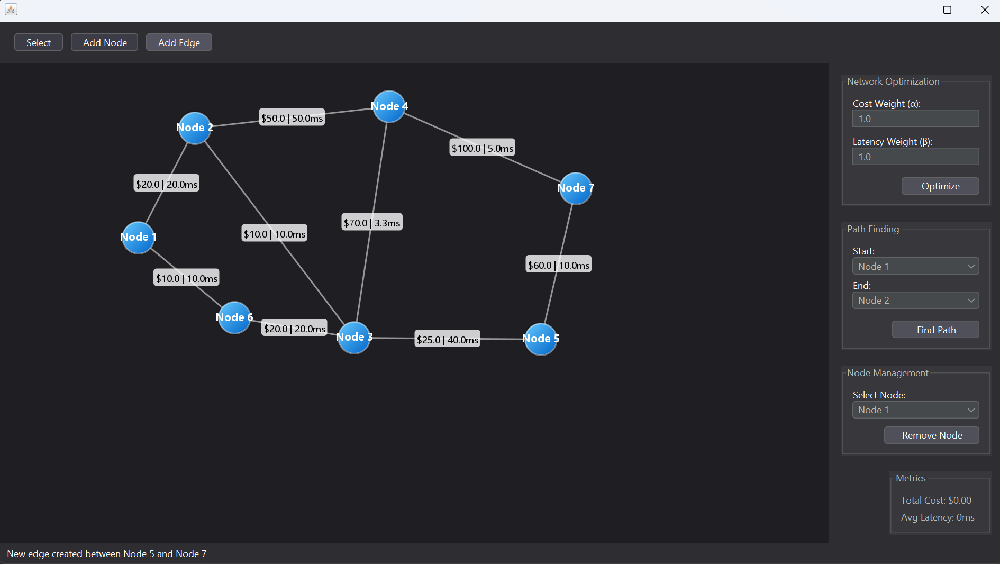 Select
Add Node
Add Edge
Node 4
$50.0 | 50.0ms
Node 2
$100.0 | 5.0ms
$20.0 | 20.0ms
Node 7
$70.0 | 3.3ms
$10.0 | 10.0ms
Node 1
$60.0 | 10.0ms
$10.0 | 10.0ms
Node 6
$20.0 | 20.0ms
Node 3
$25.0 | 40.0ms
Node 5
Network Optimization
Cost Weight (α):
1.0
Latency Weight (β):
1.0
Optimize
Path Finding
Start:
Node 1
End:
Node 2
Find Path
Node Management
Select Node:
Node 1
Remove Node
Metrics
Total Cost: $0.00
Avg Latency: 0ms
New edge created between Node 5 and Node 7